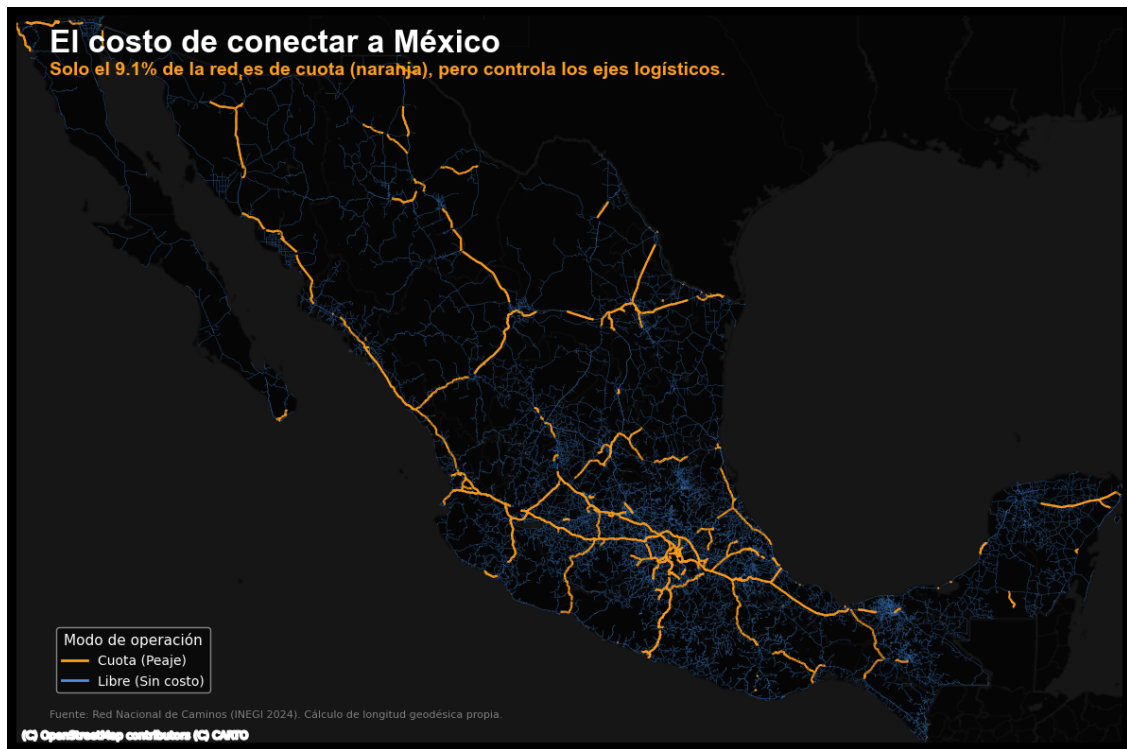 El costo de conectar a México
Solo el 9.1% de la red es de cuota (naranja), pero controla los ejes logísticos.
Modo de operación
Cuota (Peaje)
Libre (Sin costo)
Fuente: Red Nacional de Caminos (INEGI 2024). Cálculo de longitud geodésica propia.
(C) OpenStreetMap contributors (C) CARTO